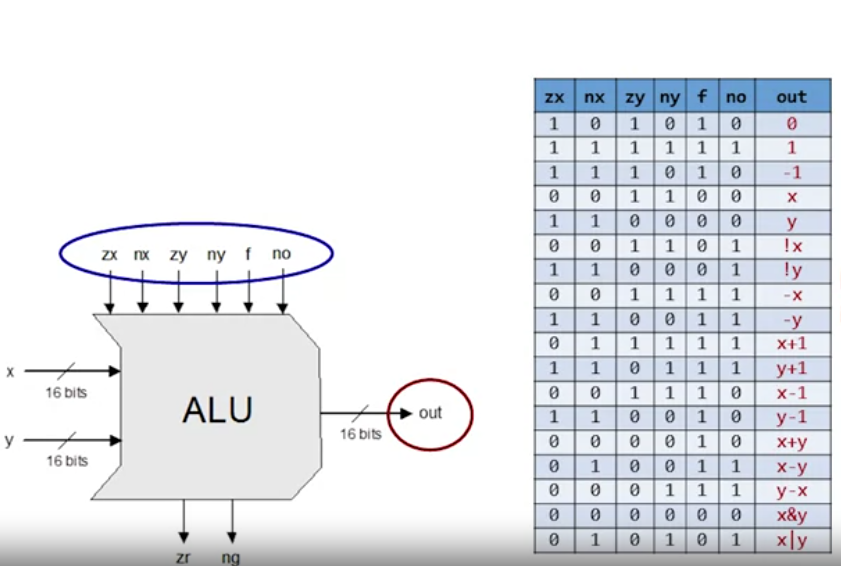 zx nx zy ny f no
x
16 bits
y
16 bits
ALU
16 bits
out
zr ng
zx nx zy ny f no out
1 0 1 0 1 0 0
1 1 1 1 1 1 1
1 1 1 0 1 0 -1
0 0 1 1 0 0 x
1 1 0 0 0 0 y
0 0 1 1 0 1 !x
1 1 0 0 0 1 !y
0 0 1 1 1 1 -x
1 1 0 0 1 1 -y
0 1 1 1 1 1 x+1
1 1 0 1 1 1 y+1
0 0 1 1 1 0 x-1
1 1 0 0 1 0 y-1
0 0 0 0 1 0 x+y
0 1 0 0 1 1 x-y
0 0 0 1 1 1 y-x
0 0 0 0 0 0 x&y
0 1 0 1 0 1 x|y